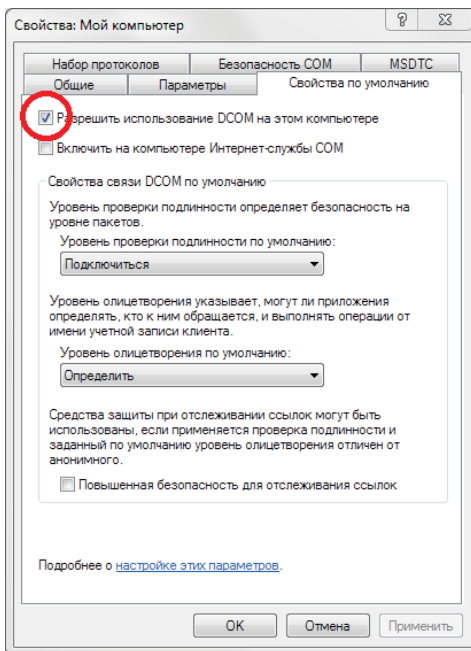 Свойства: Мой компьютер
Набор протоколов Безопасность COM MSDTC
Общие Параметры Свойства по умолчанию
Разрешить использование DCOM на этом компьютере
Включить на компьютере Интернет-службы COM
Свойства связи DCOM по умолчанию
Уровень проверки подлинности определяет безопасность на
уровне пакетов.
Уровень проверки подлинности по умолчанию:
Подключиться
Уровень олицетворения указывает, могут ли приложения
определять, кто к ним обращается, и выполнять операции от
имени учетной записи клиента.
Уровень олицетворения по умолчанию:
Определить
Средства защиты при отслеживании ссылок могут быть
использованы, если применяется проверка подлинности и
заданный по умолчанию уровень олицетворения отличен от
анонимного.
Повышенная безопасность для отслеживания ссылок
Подробнее о настройке этих параметров.
OK Отмена Применить